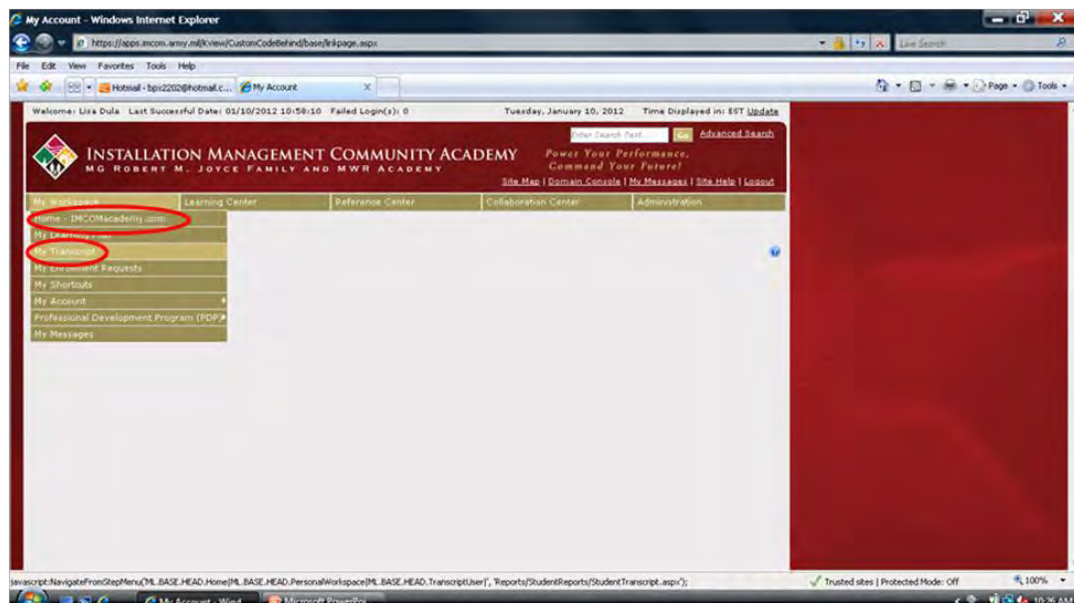 My Account - Windows Internet Explorer
https://apps.imcom.army.mil/Kview/CustomCodeBehind/base/linkpage.aspx
Live Search
File Edit View Favorites Tools Help
Hotmail - bpx2202@hotmail.c... My Account Page Tools
Welcome: Lisa Dula Last Successful Date: 01/10/2012 10:58:10 Failed Login(s): 0 Tuesday, January 10, 2012 Time Displayed in: EST Update
Enter Search Text Go Advanced Search
INSTALLATION MANAGEMENT COMMUNITY ACADEMY
MG ROBERT M. JOYCE FAMILY AND MWR ACADEMY
Power Your Performance,
Command Your Future!
Site Map | Domain Console | My Messages | Site Help | Logout
My Workspace Learning Center Reference Center Collaboration Center Administration
Home - IMCOMacademy.com
My Learning Plan
My Transcript
My Enrollment Requests
My Shortcuts
My Account
Professional Development Program (PDP)
My Messages
javascript:NavigateFromStepMenu('ML.BASE.HEAD.Home|ML.BASE.HEAD.PersonalWorkspace|ML.BASE.HEAD.TranscriptUser|', 'Reports/StudentReports/StudentTranscript.aspx'); Trusted sites | Protected Mode: Off 100%
My Account - Wind... Microsoft PowerPoi... 10:26 AM